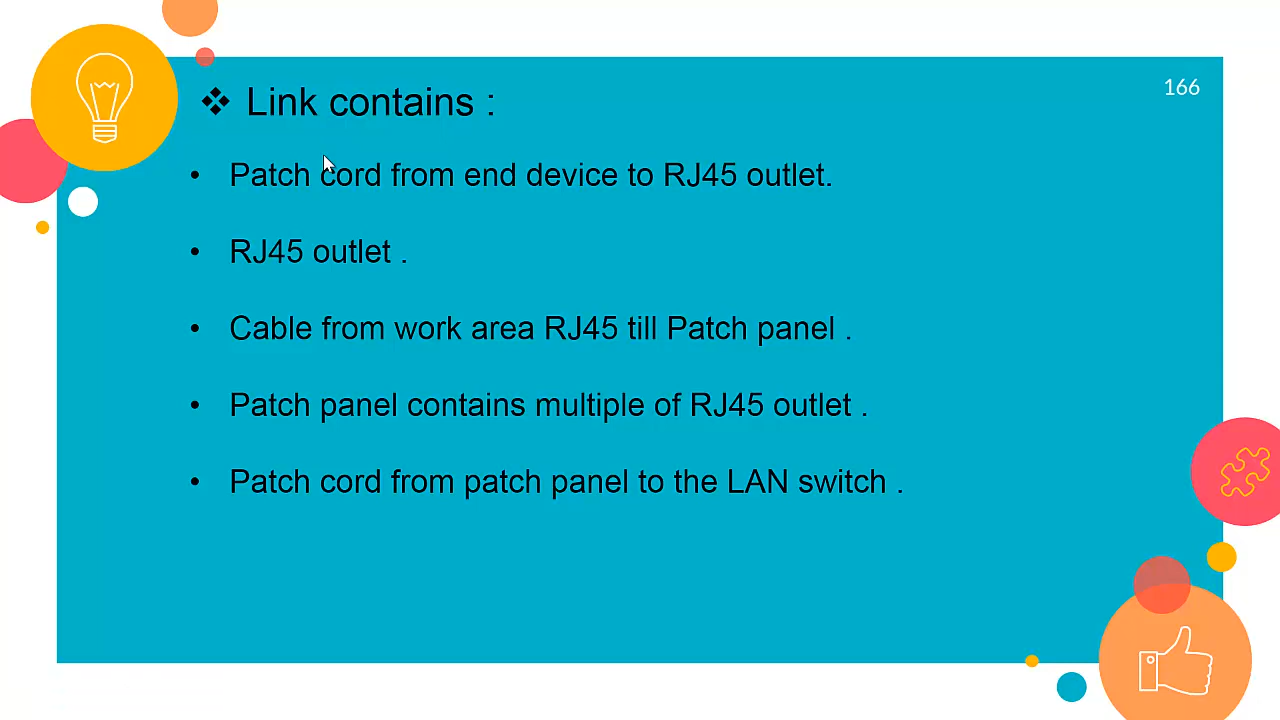 166
❖ Link contains :
• Patch cord from end device to RJ45 outlet.
• RJ45 outlet .
• Cable from work area RJ45 till Patch panel .
• Patch panel contains multiple of RJ45 outlet .
• Patch cord from patch panel to the LAN switch .